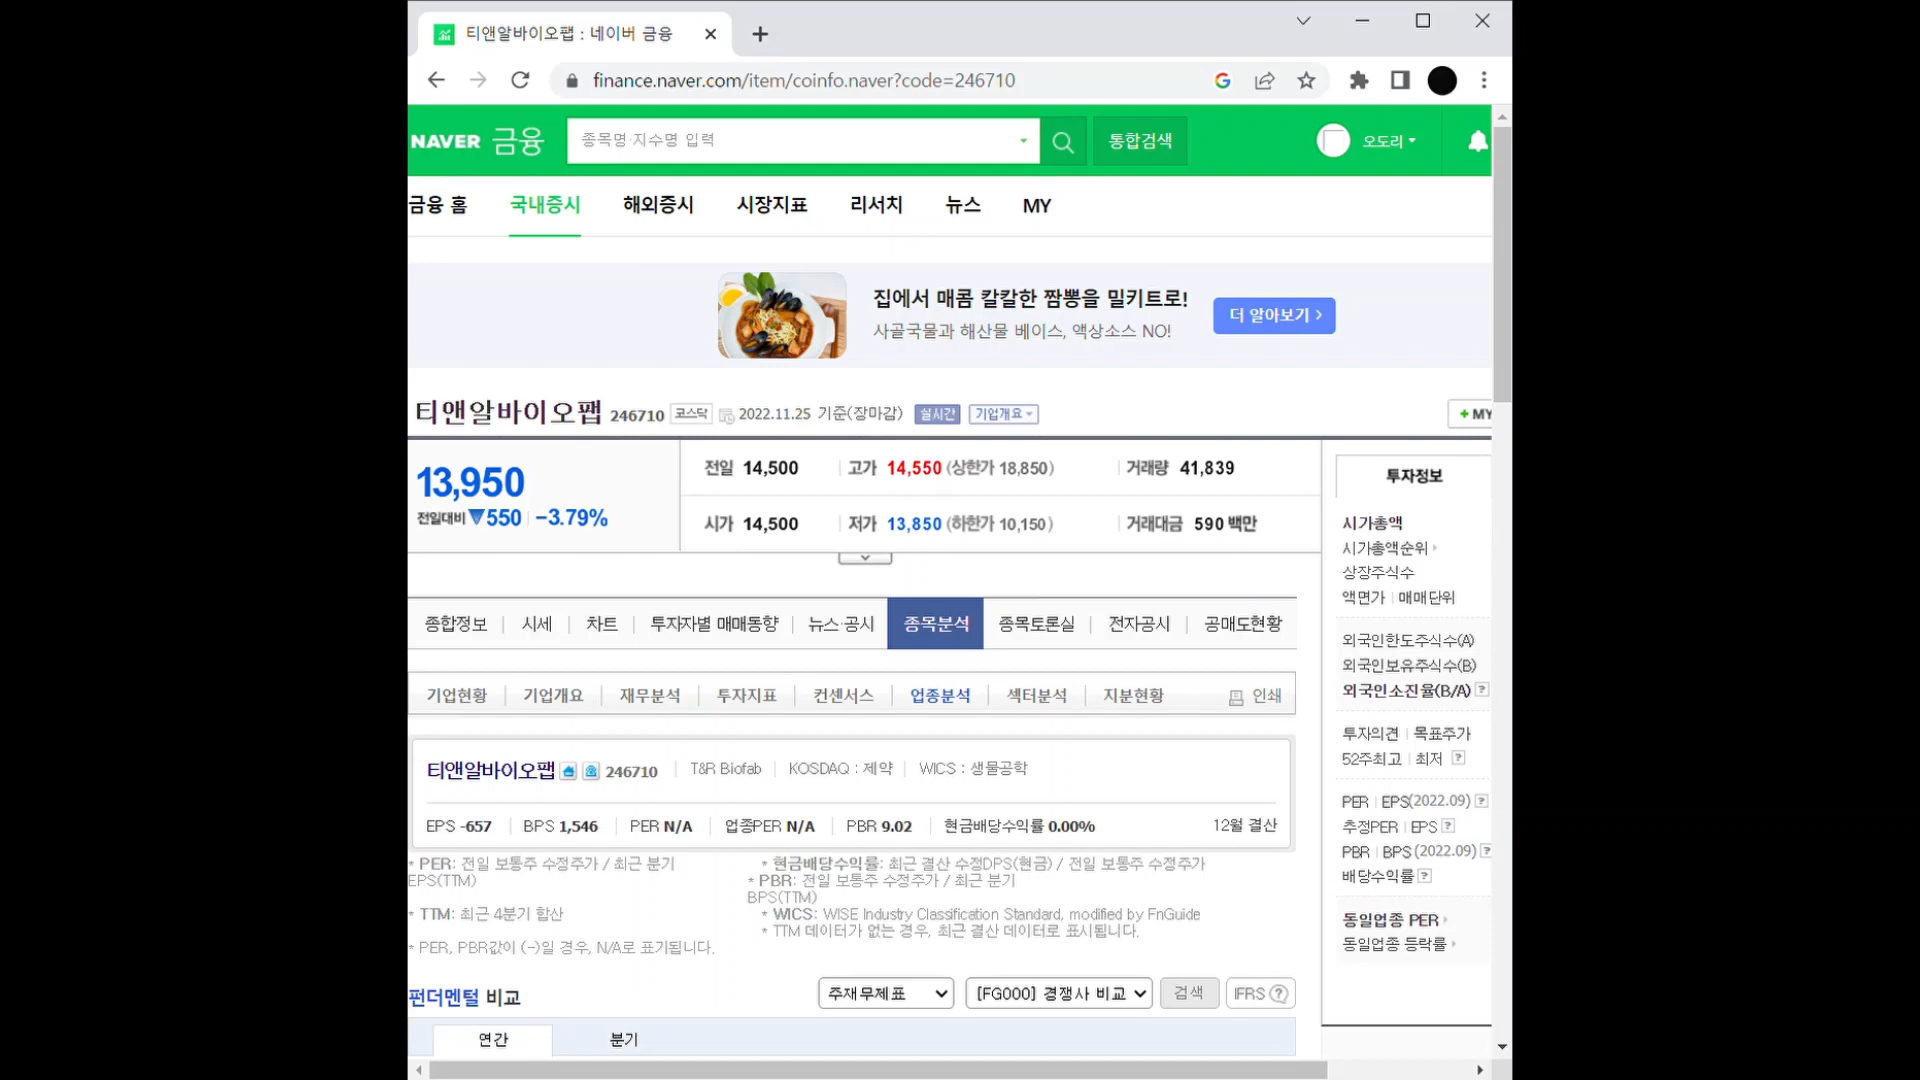 티앤알바이오팹 : 네이버 금융
finance.naver.com/item/coinfo.naver?code=246710
NAVER 금융
종목명·지수명 입력
통합검색
오도리
금융 홈 국내증시 해외증시 시장지표 리서치 뉴스 MY
집에서 매콤 칼칼한 짬뽕을 밀키트로!
사골국물과 해산물 베이스, 액상소스 NO!
더 알아보기 >
티앤알바이오팹 246710 코스닥 2022.11.25 기준(장마감) 실시간 기업개요
+ MY
13,950
전일대비 ▼550 -3.79%
전일 14,500 고가 14,550 (상한가 18,850) 거래량 41,839
시가 14,500 저가 13,850 (하한가 10,150) 거래대금 590 백만
종합정보 시세 차트 투자자별 매매동향 뉴스·공시 종목분석 종목토론실 전자공시 공매도현황
기업현황 기업개요 재무분석 투자지표 컨센서스 업종분석 섹터분석 지분현황 인쇄
티앤알바이오팹 246710 T&R Biofab KOSDAQ : 제약 WICS : 생물공학
EPS -657 BPS 1,546 PER N/A 업종PER N/A PBR 9.02 현금배당수익률 0.00% 12월 결산
* PER: 전일 보통주 수정주가 / 최근 분기
EPS(TTM)
* TTM: 최근 4분기 합산
* PER, PBR값이 (-)일 경우, N/A로 표기됩니다.
* 현금배당수익률: 최근 결산 수정DPS(현금) / 전일 보통주 수정주가
* PBR: 전일 보통주 수정주가 / 최근 분기
BPS(TTM)
* WICS: WISE Industry Classification Standard, modified by FnGuide
* TTM 데이터가 없는 경우, 최근 결산 데이터로 표시됩니다.
펀더멘털 비교
주재무제표 [FG000] 경쟁사 비교 검색 IFRS ?
연간 분기
투자정보
시가총액
시가총액순위
상장주식수
액면가 매매단위
외국인한도주식수(A)
외국인보유주식수(B)
외국인소진율(B/A) ?
투자의견 목표주가
52주최고 최저 ?
PER EPS(2022.09) ?
추정PER EPS ?
PBR BPS (2022.09) ?
배당수익률 ?
동일업종 PER
동일업종 등락률